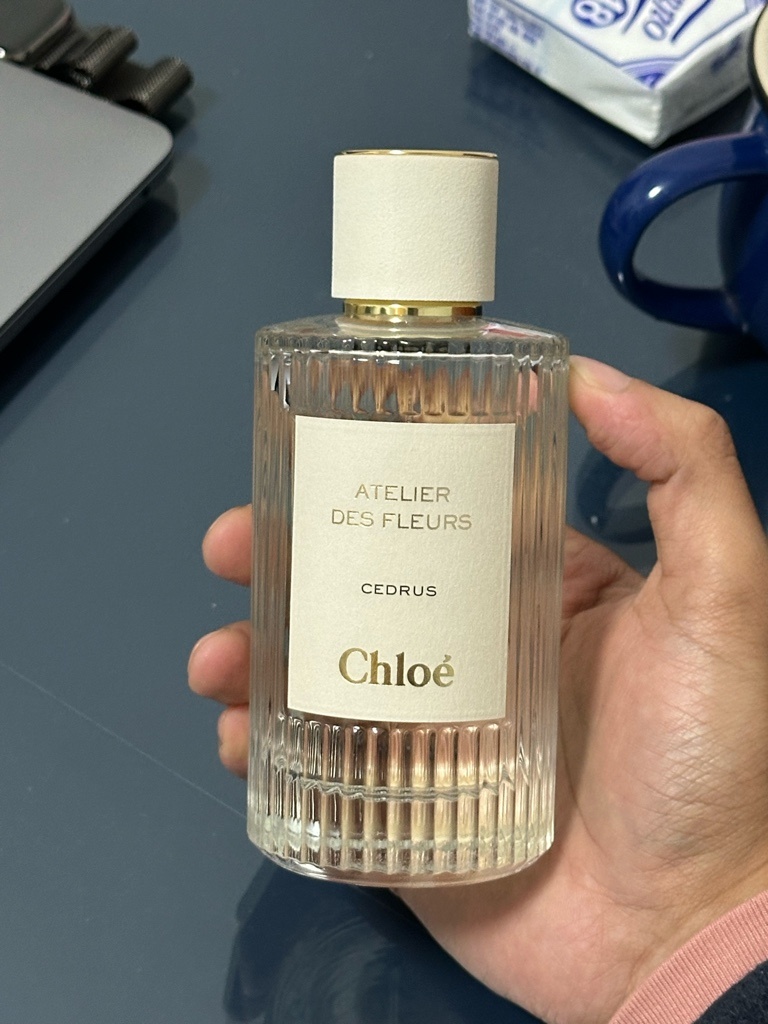 ATELIER
DES FLEURS
CEDRUS
Chloé